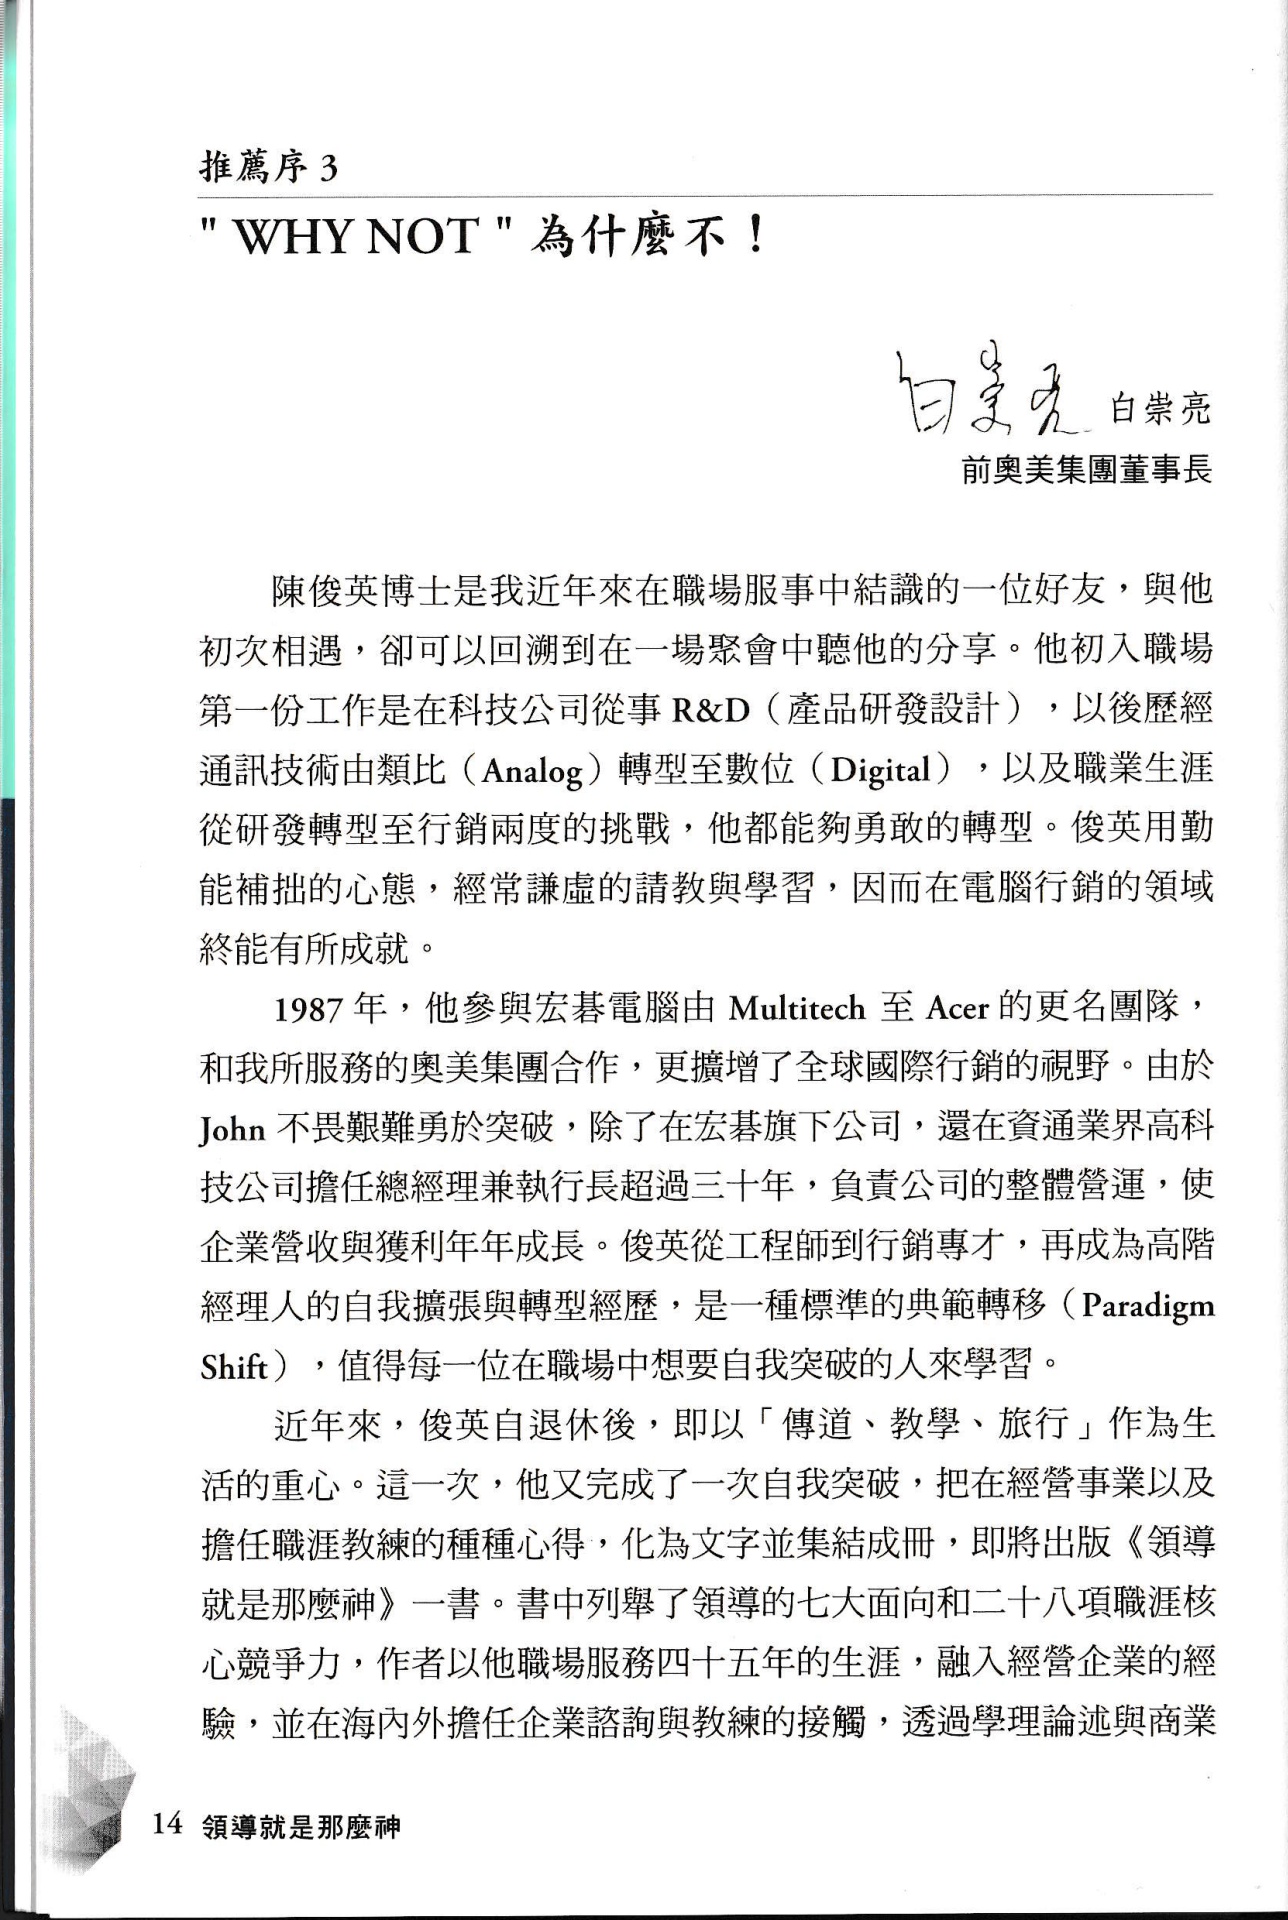 推薦序 3
" WHY NOT " 為什麼不！
白崇亮 白崇亮
前奧美集團董事長
陳俊英博士是我近年來在職場服事中結識的一位好友，與他
初次相遇，卻可以回溯到在一場聚會中聽他的分享。他初入職場
第一份工作是在科技公司從事 R&D（產品研發設計），以後歷經
通訊技術由類比（Analog）轉型至數位（Digital），以及職業生涯
從研發轉型至行銷兩度的挑戰，他都能夠勇敢的轉型。俊英用勤
能補拙的心態，經常謙虛的請教與學習，因而在電腦行銷的領域
終能有所成就。
1987 年，他參與宏碁電腦由 Multitech 至 Acer 的更名團隊，
和我所服務的奧美集團合作，更擴增了全球國際行銷的視野。由於
John 不畏艱難勇於突破，除了在宏碁旗下公司，還在資通業界高科
技公司擔任總經理兼執行長超過三十年，負責公司的整體營運，使
企業營收與獲利年年成長。俊英從工程師到行銷專才，再成為高階
經理人的自我擴張與轉型經歷，是一種標準的典範轉移（Paradigm
Shift），值得每一位在職場中想要自我突破的人來學習。
近年來，俊英自退休後，即以「傳道、教學、旅行」作為生
活的重心。這一次，他又完成了一次自我突破，把在經營事業以及
擔任職涯教練的種種心得，化為文字並集結成冊，即將出版《領導
就是那麼神》一書。書中列舉了領導的七大面向和二十八項職涯核
心競爭力，作者以他職場服務四十五年的生涯，融入經營企業的經
驗，並在海內外擔任企業諮詢與教練的接觸，透過學理論述與商業
14 領導就是那麼神